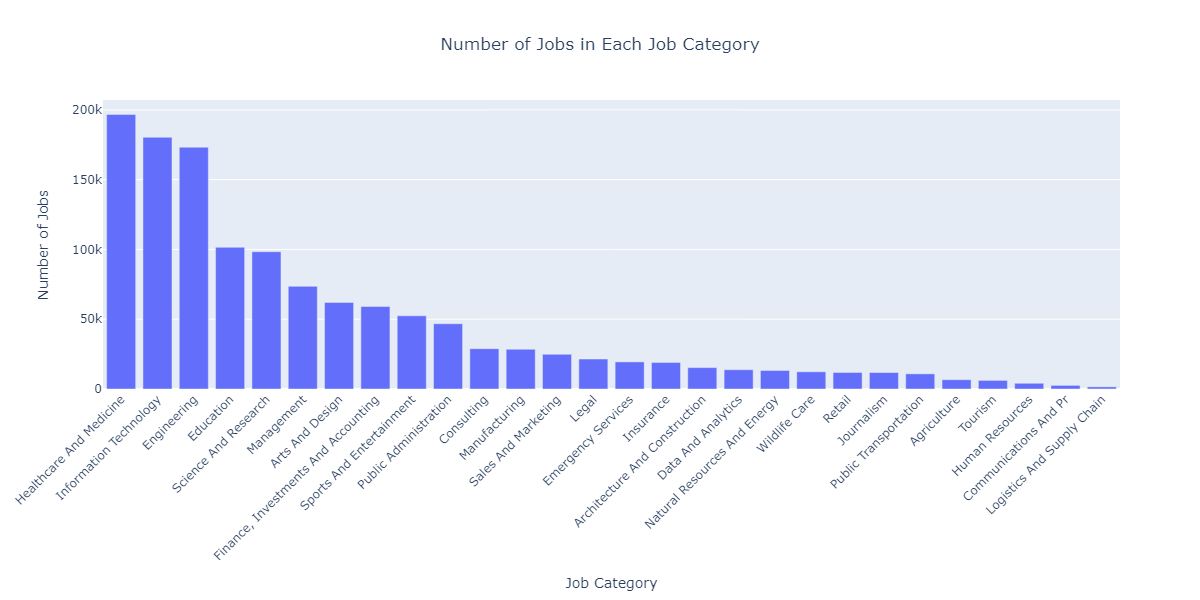 Number of Jobs in Each Job Category
Number of Jobs
200k
150k
100k
50k
0
Healthcare And Medicine
Information Technology
Engineering
Education
Science And Research
Management
Arts And Design
Finance, Investments And Accounting
Sports And Entertainment
Public Administration
Consulting
Manufacturing
Sales And Marketing
Legal
Emergency Services
Insurance
Architecture And Construction
Data And Analytics
Natural Resources And Energy
Wildlife Care
Retail
Journalism
Public Transportation
Agriculture
Tourism
Human Resources
Communications And Pr
Logistics And Supply Chain
Job Category